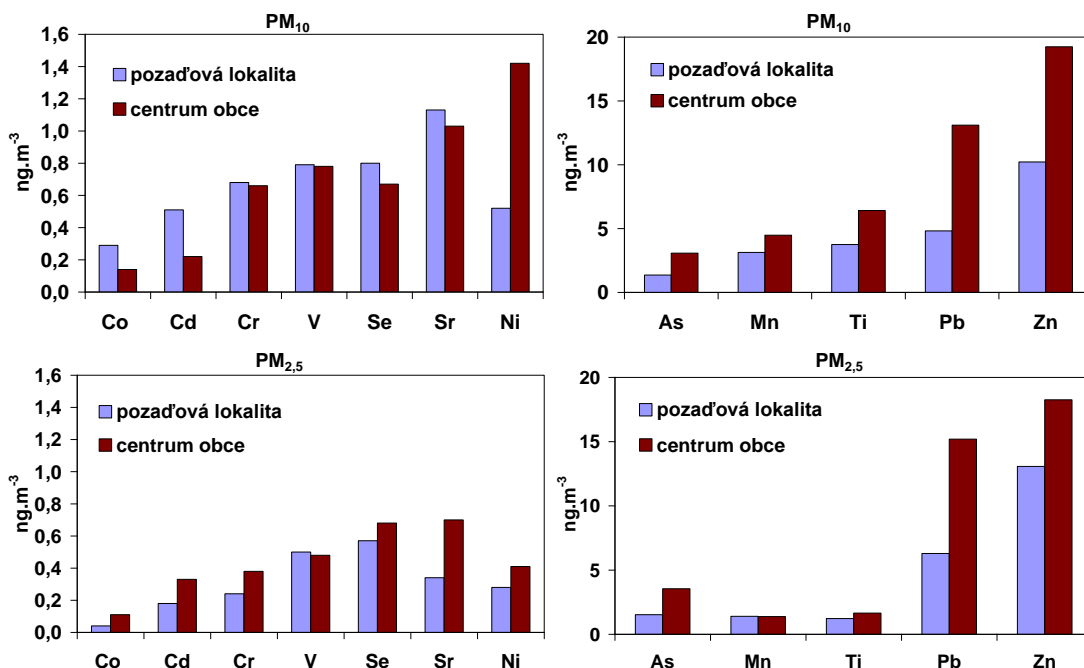 PM10
1,6
1,4
1,2
1,0
0,8
0,6
0,4
0,2
0,0
ng.m-3
pozaďová lokalita
centrum obce
Co Cd Cr V Se Sr Ni
PM10
20
15
10
5
0
ng.m-3
pozaďová lokalita
centrum obce
As Mn Ti Pb Zn
PM2,5
1,6
1,4
1,2
1,0
0,8
0,6
0,4
0,2
0,0
ng.m-3
pozaďová lokalita
centrum obce
Co Cd Cr V Se Sr Ni
PM2,5
20
15
10
5
0
ng.m-3
pozaďová lokalita
centrum obce
As Mn Ti Pb Zn